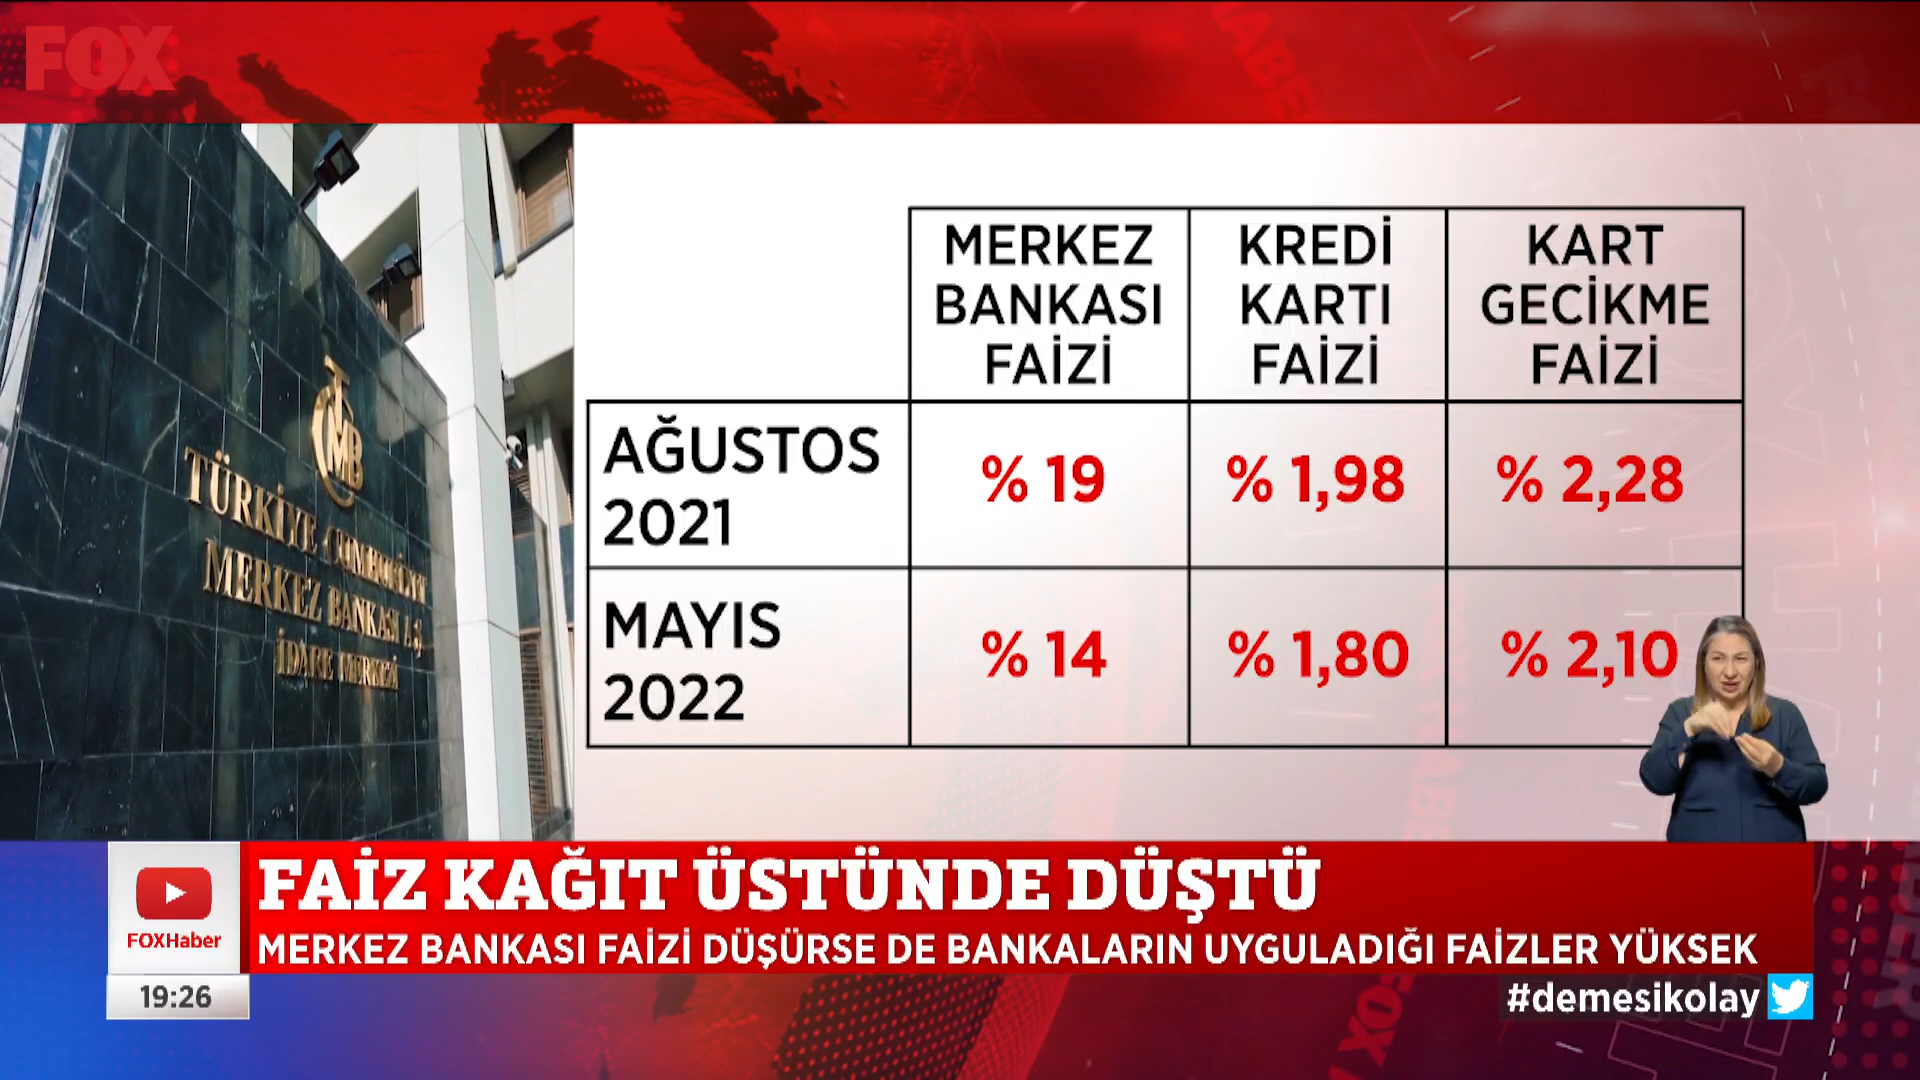 FOX
TÜRKİYE CUMHURİYET
MERKEZ BANKASI A.Ş.
İDARE MERKEZİ
MERKEZ
BANKASI
FAİZİ
KREDİ
KARTI
FAİZİ
KART
GECİKME
FAİZİ
AĞUSTOS
2021
% 19
% 1,98
% 2,28
MAYIS
2022
% 14
% 1,80
% 2,10
FAİZ KAĞIT ÜSTÜNDE DÜŞTÜ
MERKEZ BANKASI FAİZİ DÜŞÜRSE DE BANKALARIN UYGULADIĞI FAİZLER YÜKSEK
FOXHaber
19:26
#demesikolay